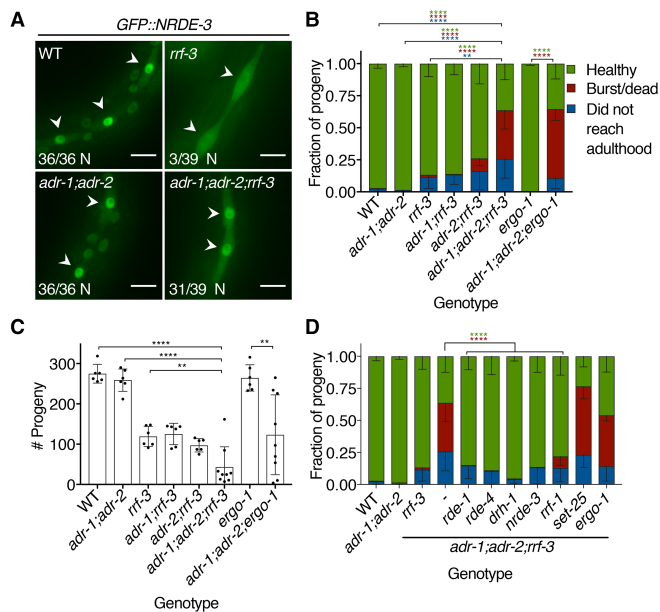 A
GFP::NRDE-3
WT
36/36 N
rrf-3
3/39 N
adr-1;adr-2
36/36 N
adr-1;adr-2;rrf-3
31/39 N
B
****
****
****
****
****
****
****
****
**
****
****
Fraction of progeny
1.00
0.75
0.50
0.25
0.00
WT
adr-1;adr-2
rrf-3
adr-1;rrf-3
adr-2;rrf-3
adr-1;adr-2;rrf-3
ergo-1
adr-1;adr-2;ergo-1
Genotype
Healthy
Burst/dead
Did not
reach
adulthood
C
****
****
**
**
# Progeny
300
200
100
0
WT
adr-1;adr-2
rrf-3
adr-1;rrf-3
adr-2;rrf-3
adr-1;adr-2;rrf-3
ergo-1
adr-1;adr-2;ergo-1
Genotype
D
****
****
Fraction of progeny
1.00
0.75
0.50
0.25
0.00
WT
adr-1;adr-2
rrf-3
-
rde-1
rde-4
drh-1
nrde-3
rrf-1
set-25
ergo-1
adr-1;adr-2;rrf-3
Genotype